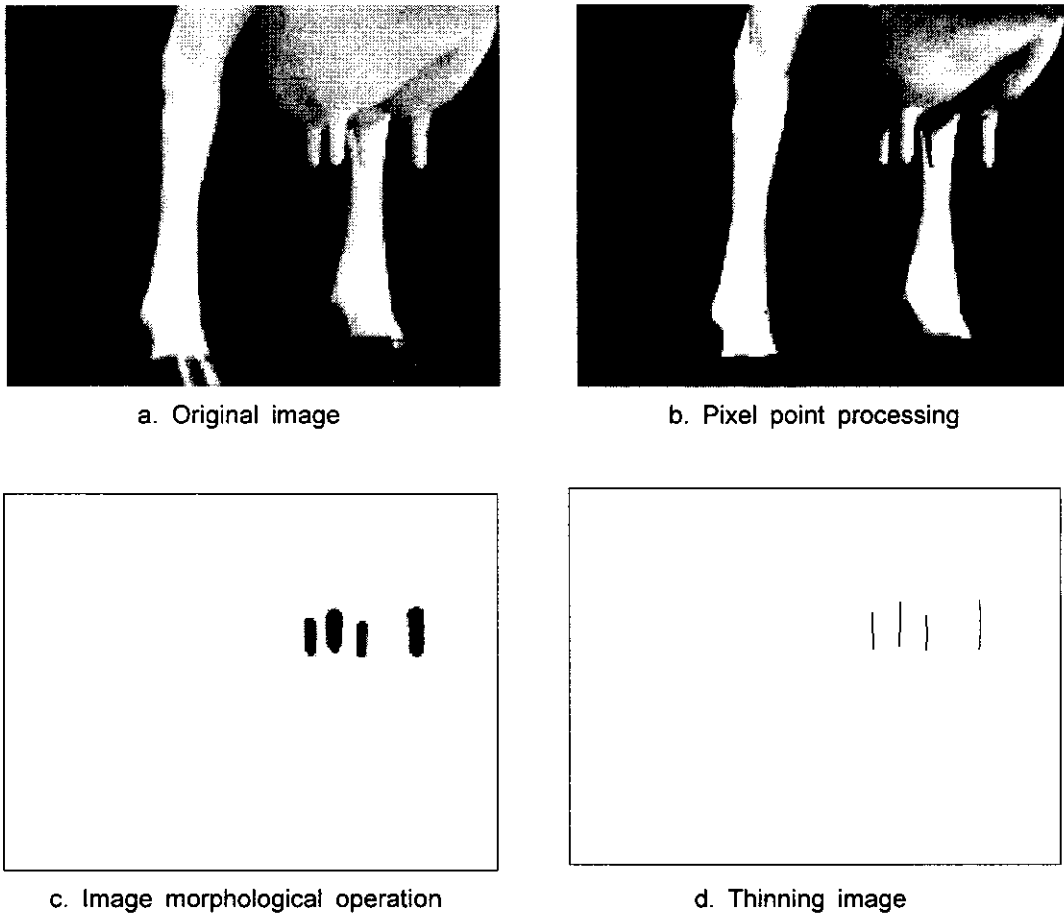 a. Original image
b. Pixel point processing
c. Image morphological operation
d. Thinning image